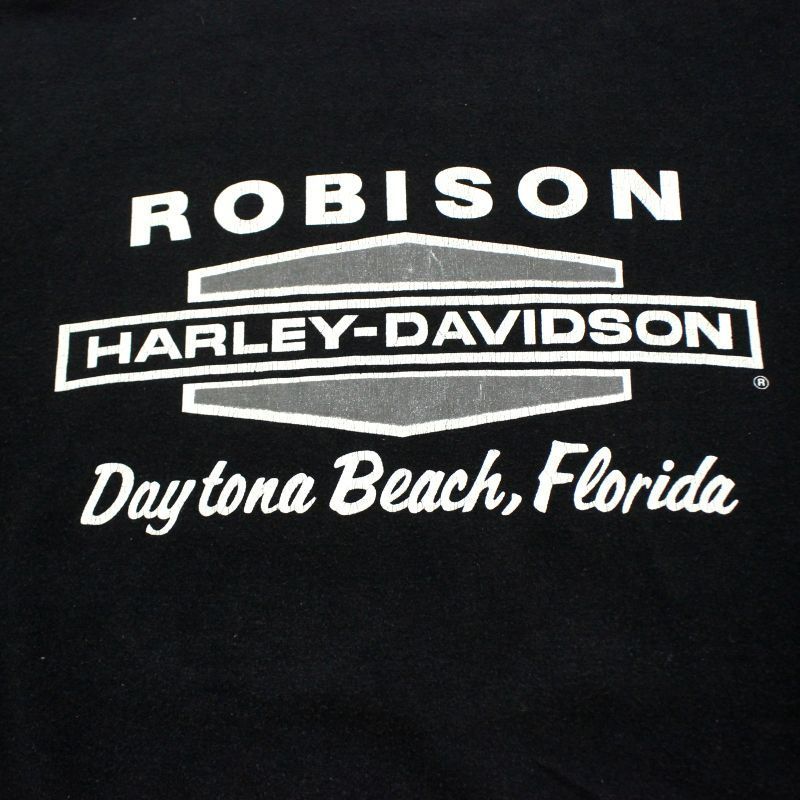 ROBISON
HARLEY-DAVIDSON
®
Daytona Beach, Florida